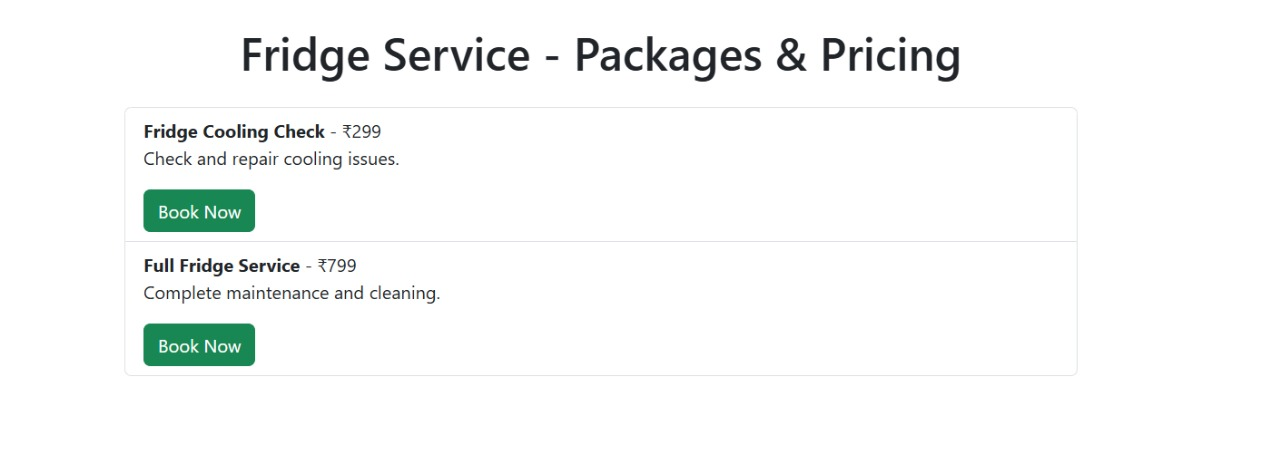 Fridge Service - Packages & Pricing
Fridge Cooling Check - ₹299
Check and repair cooling issues.
Book Now
Full Fridge Service - ₹799
Complete maintenance and cleaning.
Book Now